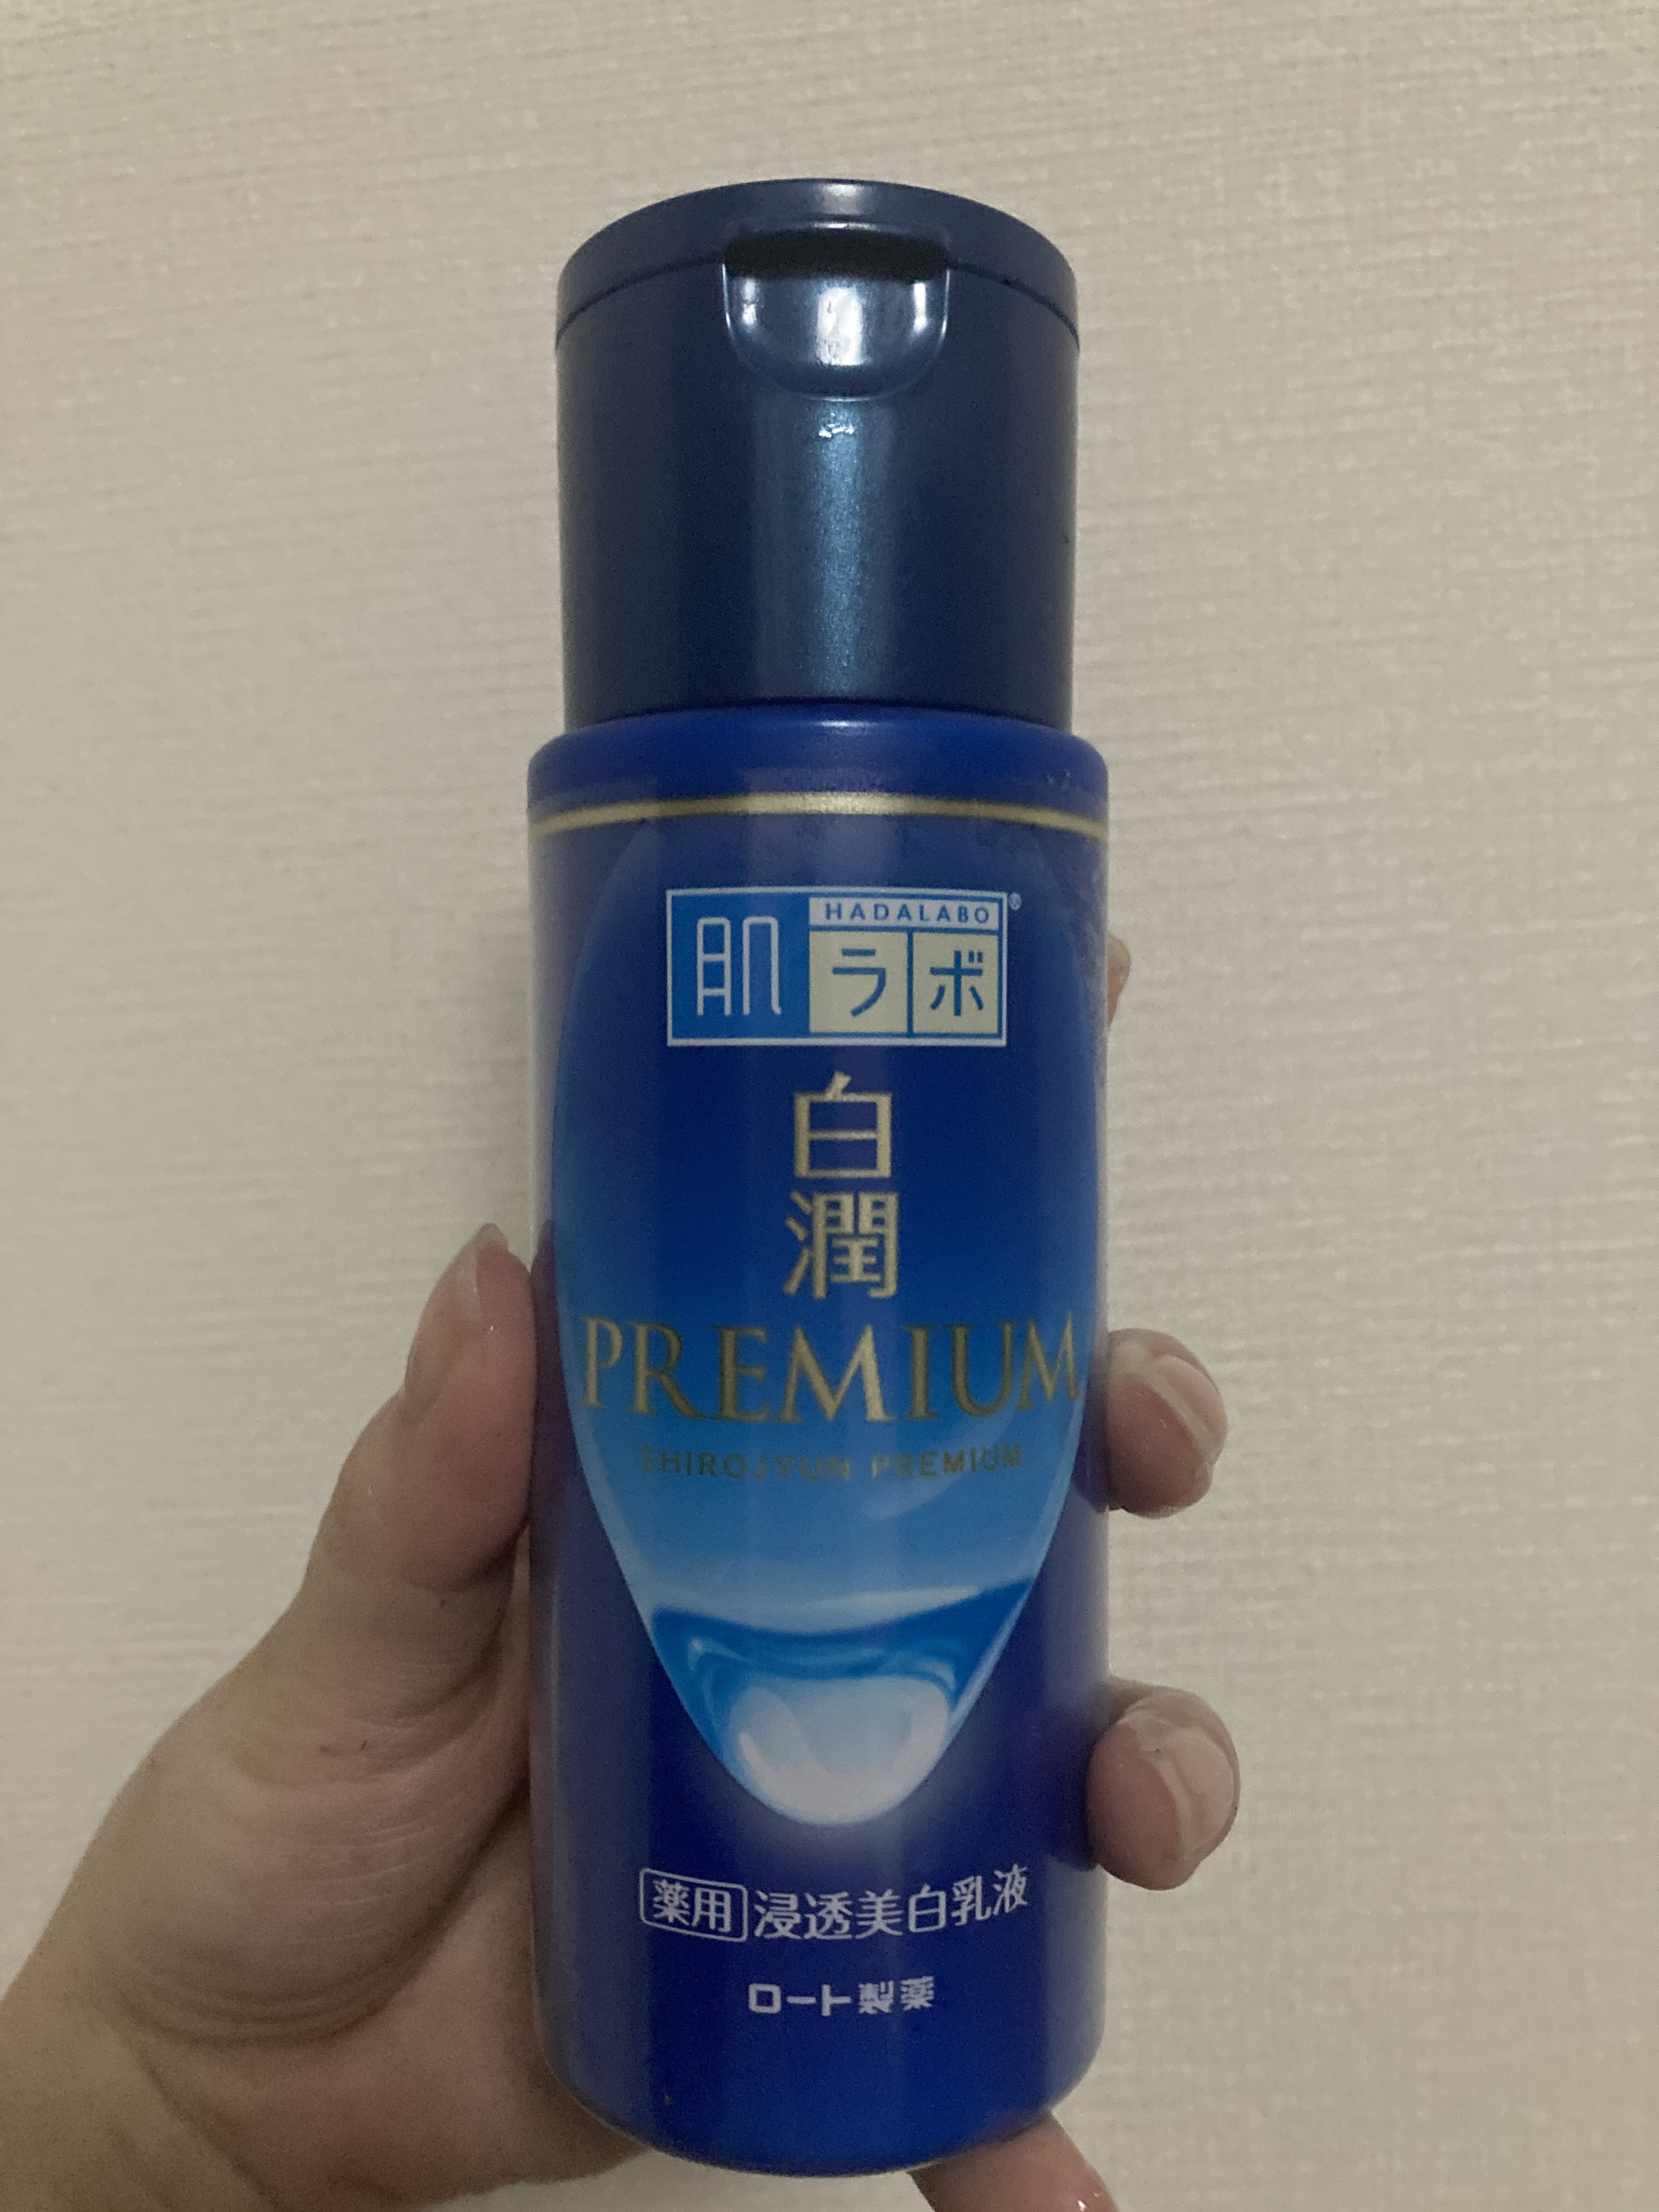 HADALABO
肌ラボ®
白
潤
PREMIUM
SHIROJYUN PREMIUM
薬用 浸透美白乳液
ロート製薬